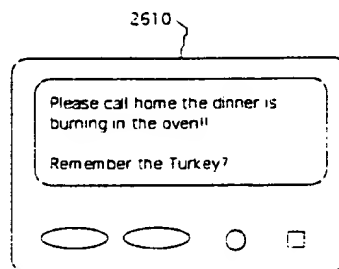 2610
Please call home the dinner is
burning in the oven!!
Remember the Turkey?